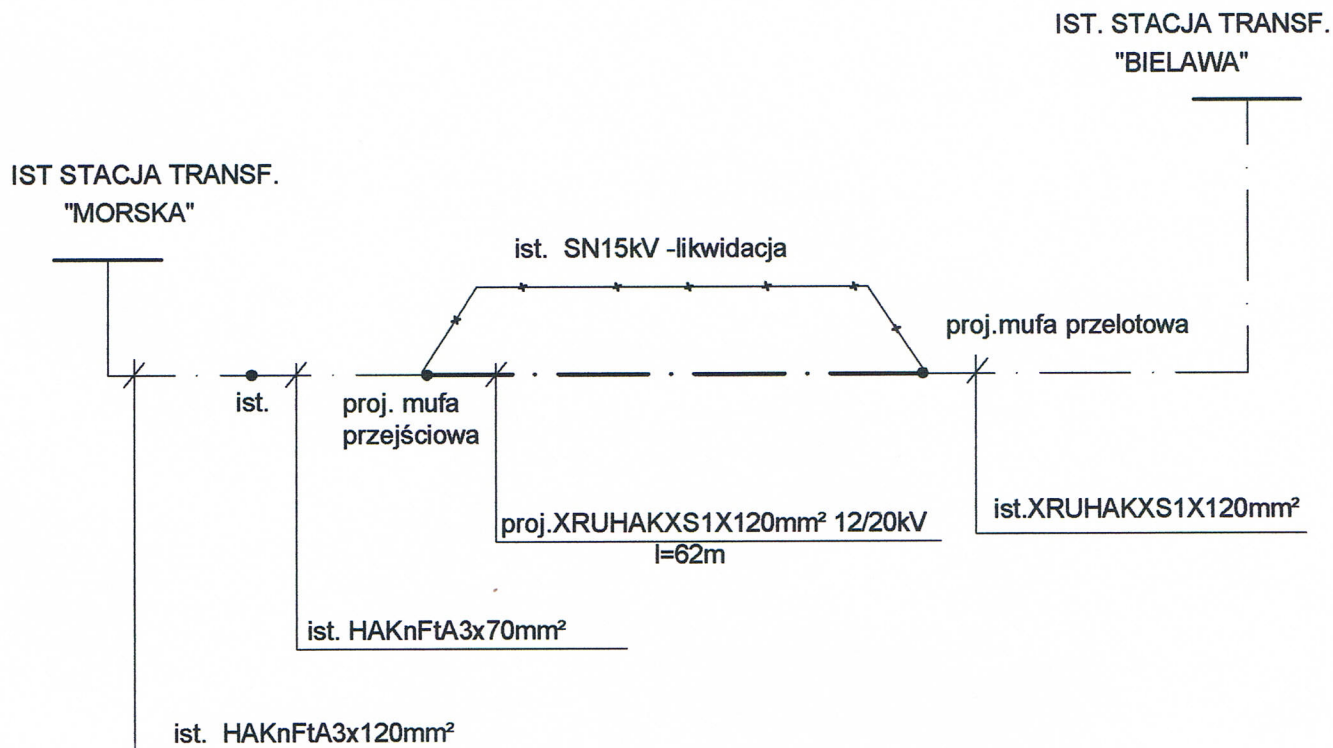 IST. STACJA TRANSF.
"BIELAWA"
IST STACJA TRANSF.
"MORSKA"
ist. SN15kV -likwidacja
proj.mufa przelotowa
ist.
proj. mufa
przejściowa
proj.XRUHAKXS1X120mm² 12/20kV
l=62m
ist.XRUHAKXS1X120mm²
ist. HAKnFtA3x70mm²
ist. HAKnFtA3x120mm²